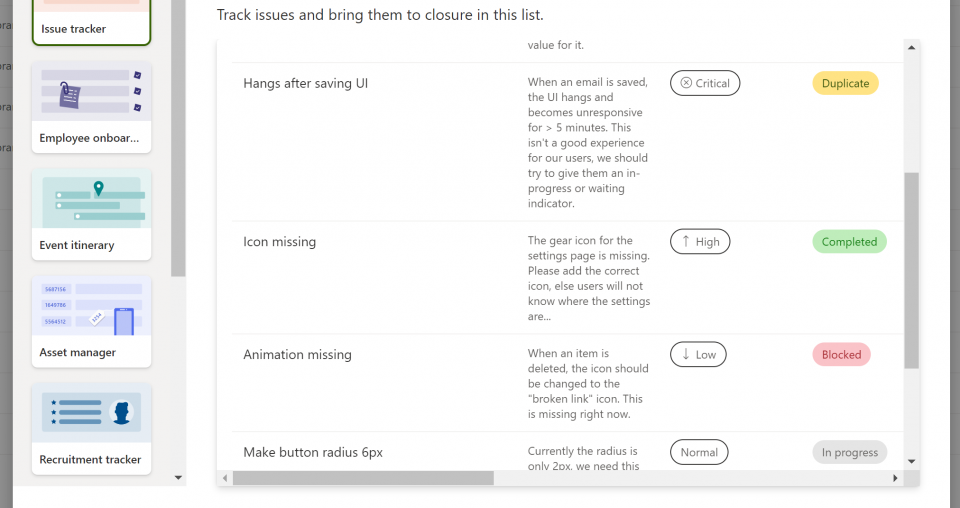 Track issues and bring them to closure in this list.
Issue tracker
Employee onboar...
Event itinerary
5687156
1640786
5564512
1234
Asset manager
Recruitment tracker
value for it.
Hangs after saving UI
When an email is saved,
the UI hangs and
becomes unresponsive
for > 5 minutes. This
isn't a good experience
for our users, we should
try to give them an in-
progress or waiting
indicator.
Critical
Duplicate
Icon missing
The gear icon for the
settings page is missing.
Please add the correct
icon, else users will not
know where the settings
are...
High
Completed
Animation missing
When an item is
deleted, the icon should
be changed to the
"broken link" icon. This
is missing right now.
Low
Blocked
Make button radius 6px
Currently the radius is
only 2px, we need this
Normal
In progress